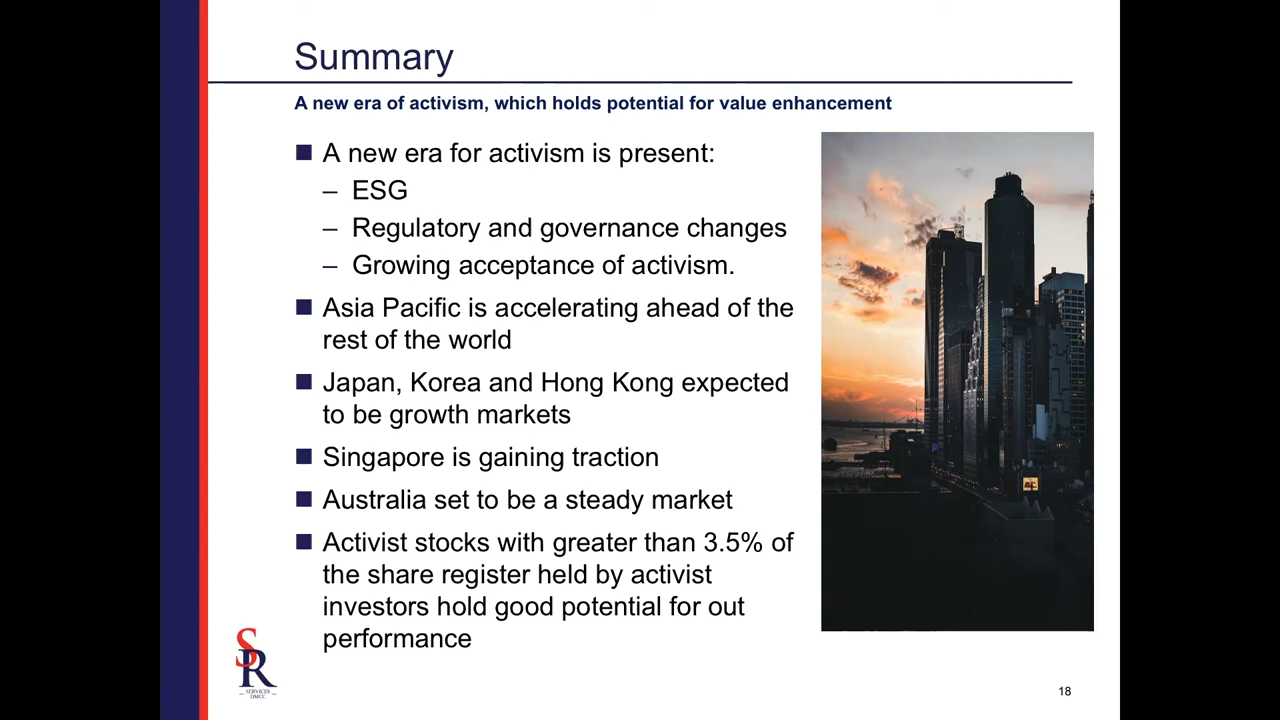 Summary
A new era of activism, which holds potential for value enhancement
■ A new era for activism is present:
– ESG
– Regulatory and governance changes
– Growing acceptance of activism.
■ Asia Pacific is accelerating ahead of the
rest of the world
■ Japan, Korea and Hong Kong expected
to be growth markets
■ Singapore is gaining traction
■ Australia set to be a steady market
■ Activist stocks with greater than 3.5% of
the share register held by activist
investors hold good potential for out
performance
SR
SERVICES
DMCC
18